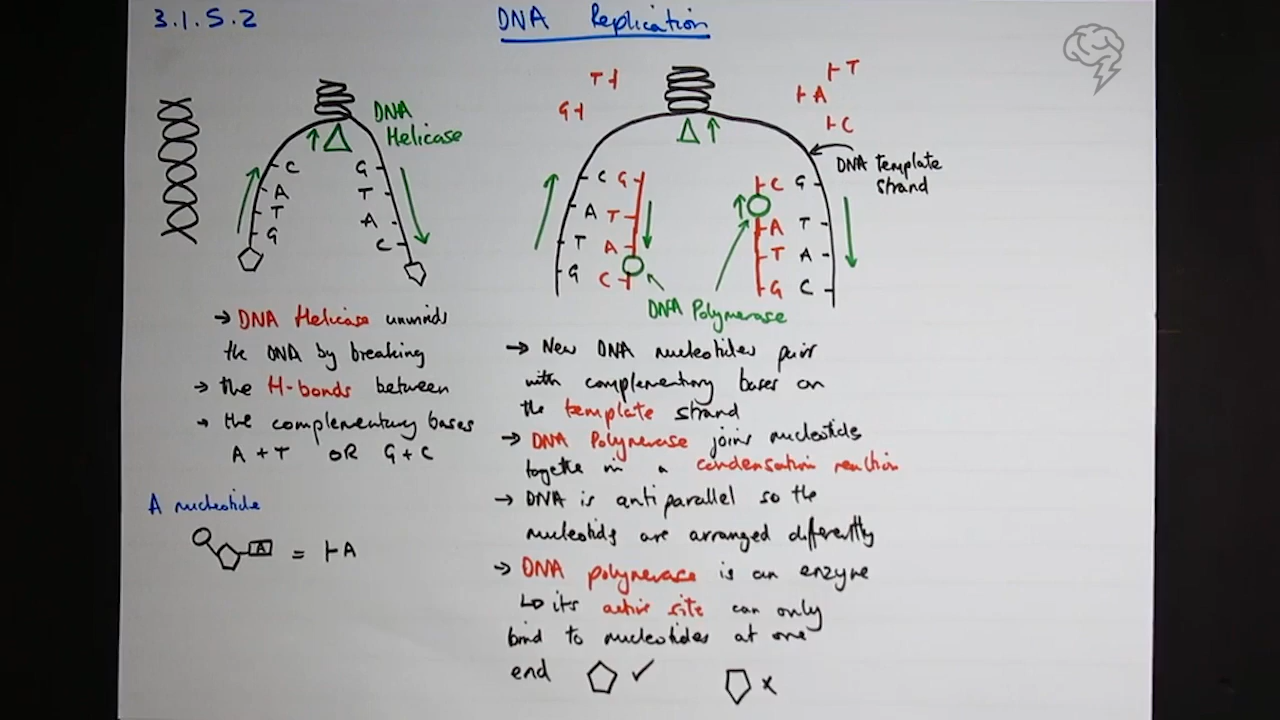 3.1.5.2
DNA Replication
DNA
Helicase
C G
A T
T A
G C
T
G
T
A
C
DNA template
strand
C G C G
A T A T
T A T A
G C G C
DNA Polymerase
→ DNA Helicase unwinds
the DNA by breaking
→ the H-bonds between
→ the complementary bases
A + T OR G + C
A nucleotide
A = A
→ New DNA nucleotides pair
with complementary bases on
the template strand
→ DNA Polymerase joins nucleotides
together in a condensation reaction
→ DNA is antiparallel so the
nucleotids are arranged differently
→ DNA polymerase is an enzyme
↳ its active site can only
bind to nucleotides at one
end ✓ x